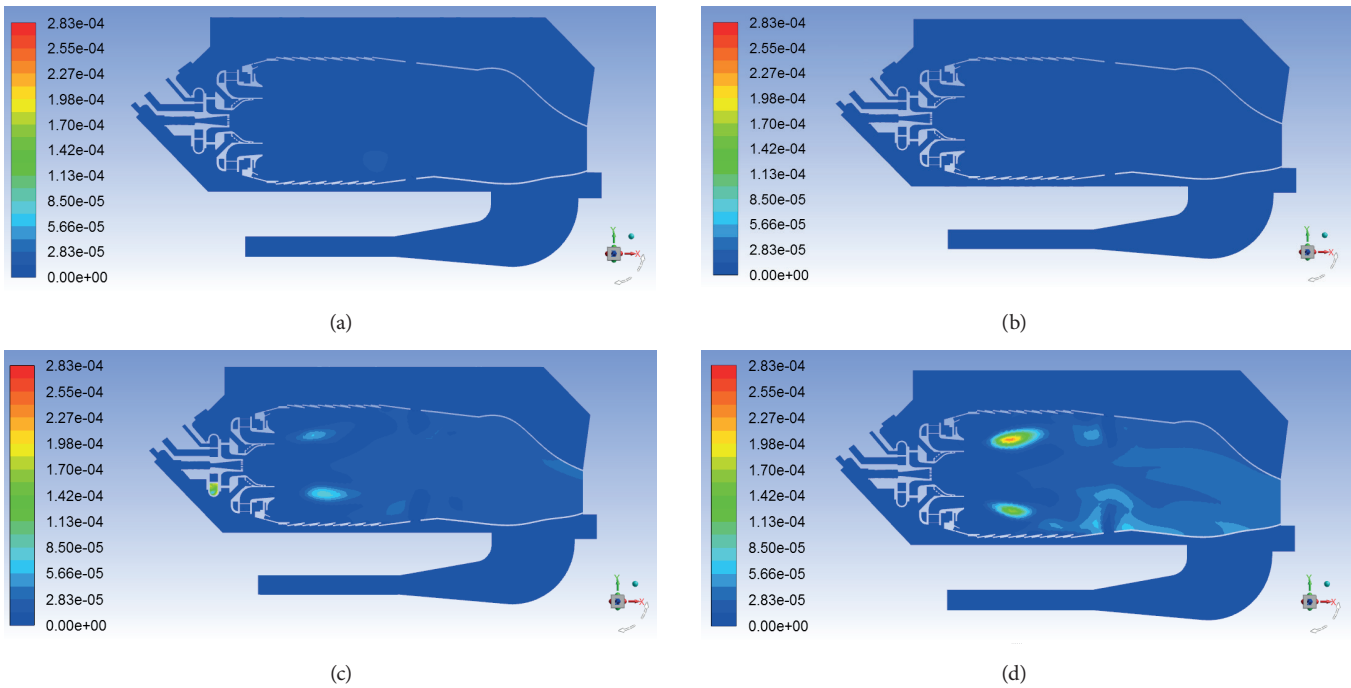 2.83e-04
2.55e-04
2.27e-04
1.98e-04
1.70e-04
1.42e-04
1.13e-04
8.50e-05
5.66e-05
2.83e-05
0.00e+00
Y
X
(a)
2.83e-04
2.55e-04
2.27e-04
1.98e-04
1.70e-04
1.42e-04
1.13e-04
8.50e-05
5.66e-05
2.83e-05
0.00e+00
Y
X
(b)
2.83e-04
2.55e-04
2.27e-04
1.98e-04
1.70e-04
1.42e-04
1.13e-04
8.50e-05
5.66e-05
2.83e-05
0.00e+00
Y
X
(c)
2.83e-04
2.55e-04
2.27e-04
1.98e-04
1.70e-04
1.42e-04
1.13e-04
8.50e-05
5.66e-05
2.83e-05
0.00e+00
Y
X
(d)